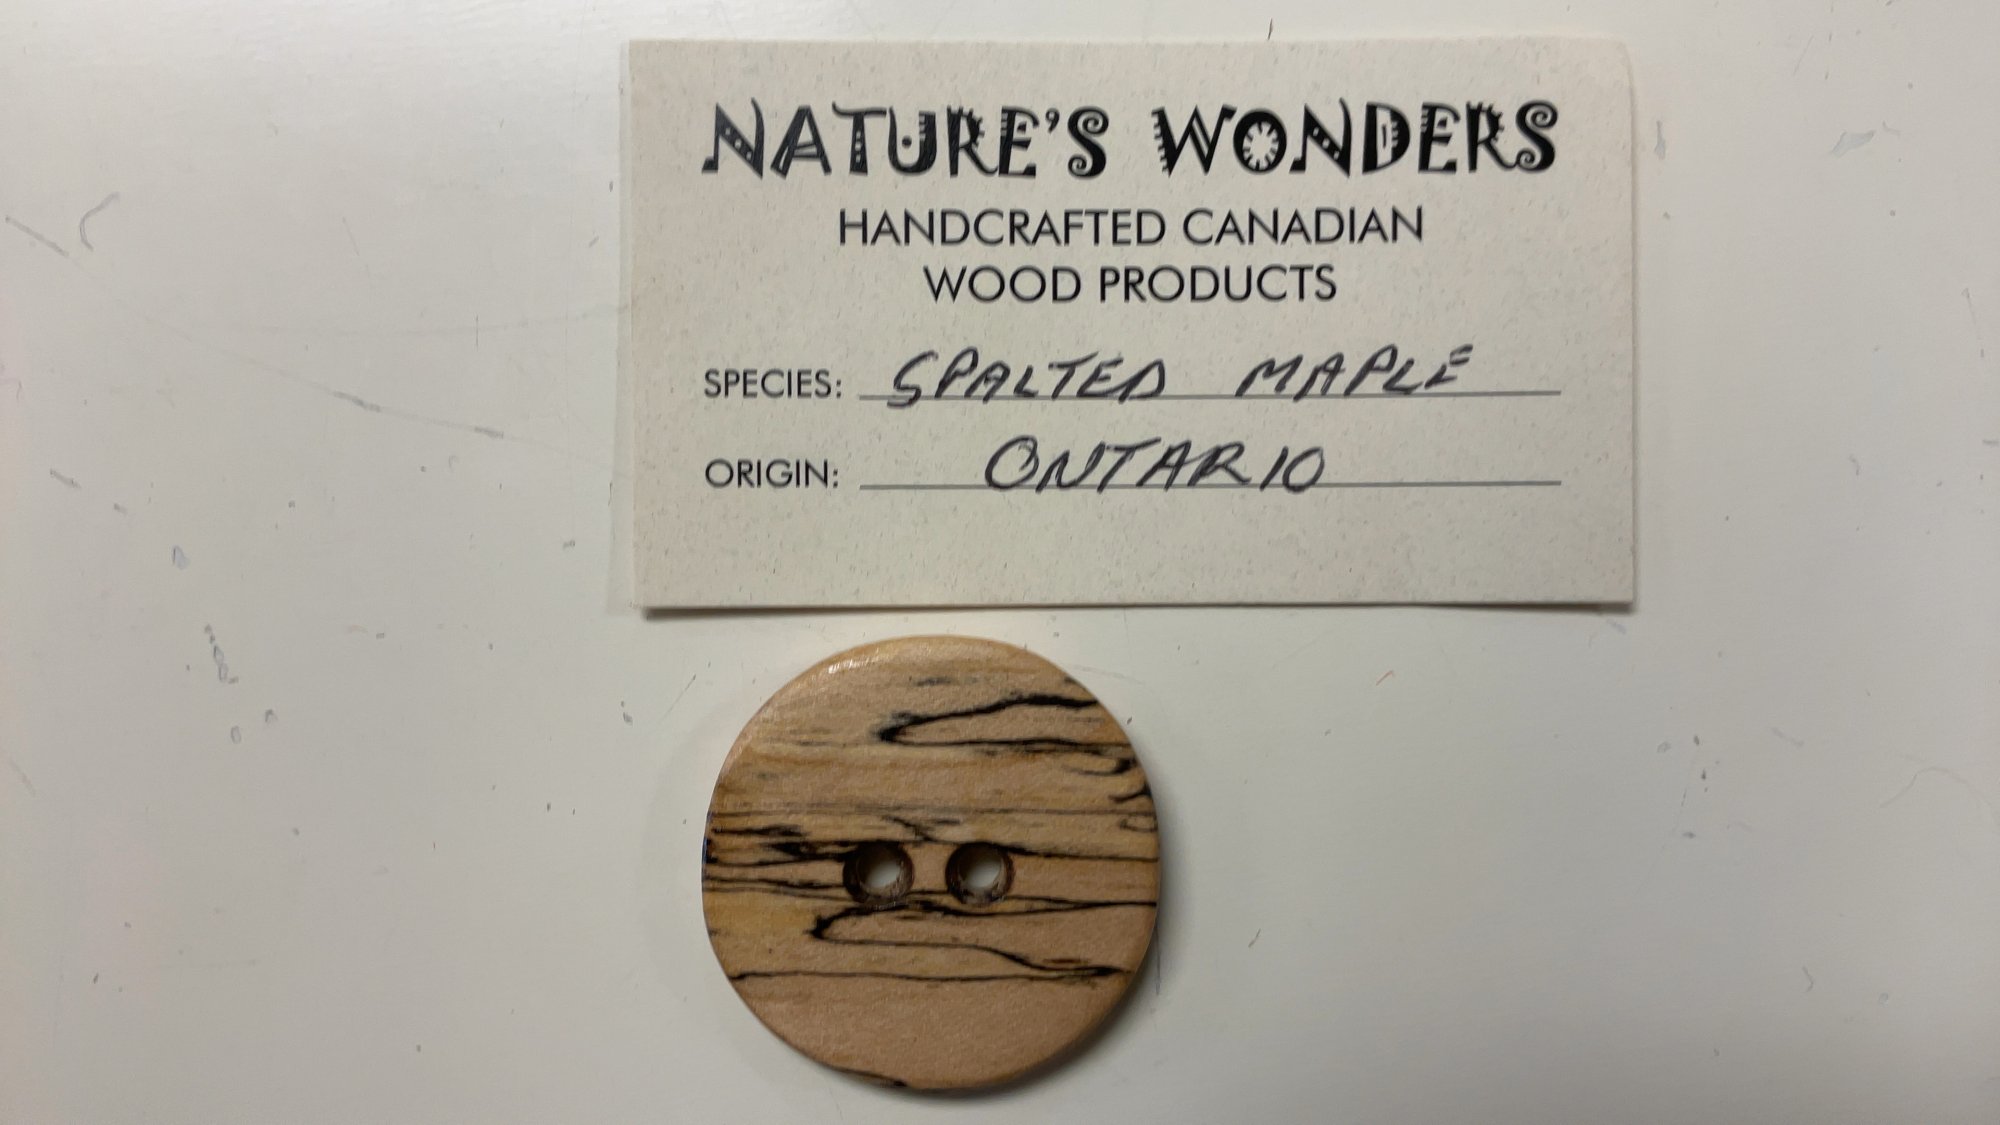 NATURE'S WONDERS
HANDCRAFTED CANADIAN
WOOD PRODUCTS
SPECIES: SPALTED MAPLE
ORIGIN: ONTARIO